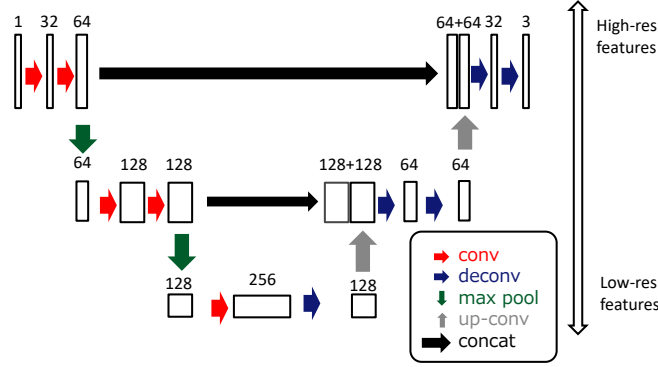 1 32 64 64+64 32 3
High-res
features
64 128 128 128+128 64 64
128 256 128
Low-res
features
conv
deconv
max pool
up-conv
concat